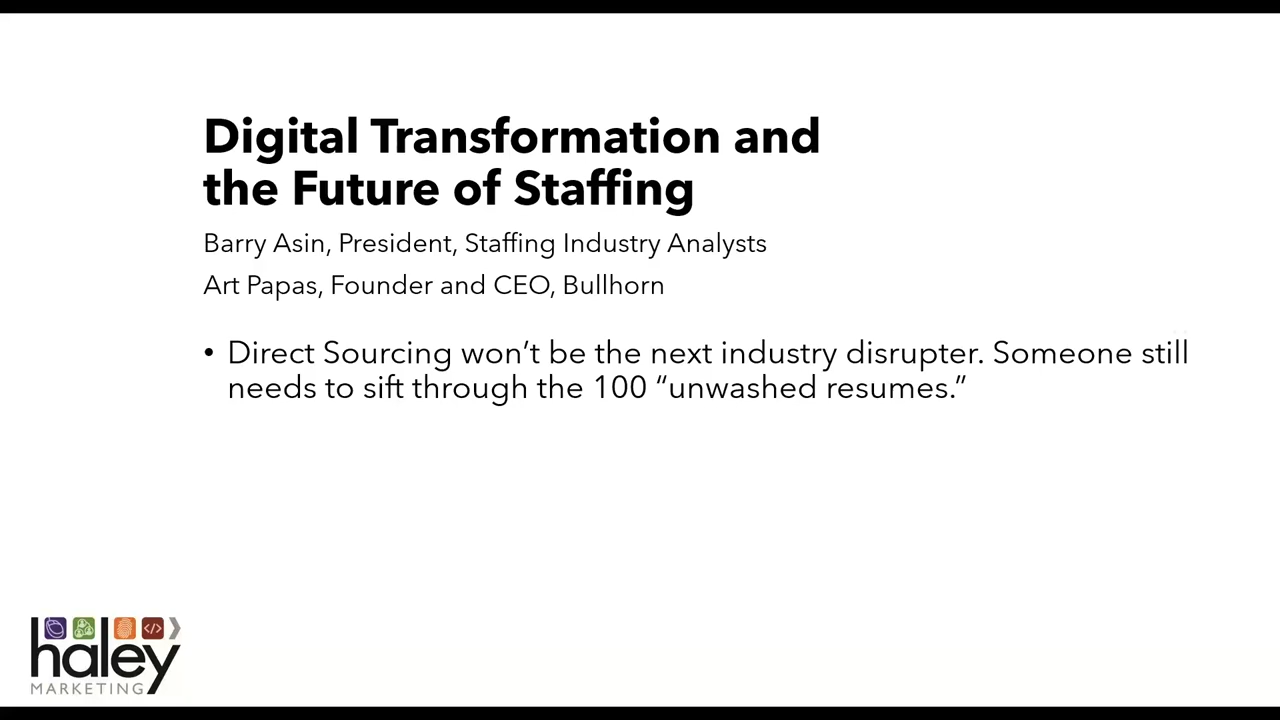 Digital Transformation and
the Future of Staffing
Barry Asin, President, Staffing Industry Analysts
Art Papas, Founder and CEO, Bullhorn
• Direct Sourcing won’t be the next industry disrupter. Someone still
needs to sift through the 100 “unwashed resumes.”
</>
haley
MARKETING